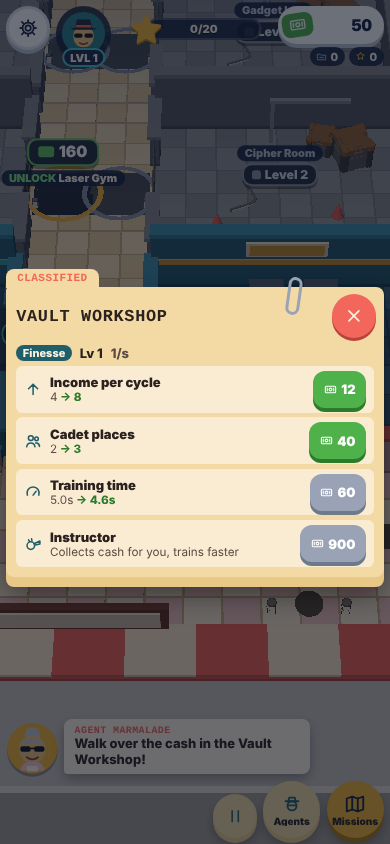 Gadget
50
LVL 1
0/20
Lev
0
0
160
UNLOCK Laser Gym
Cipher Room
Level 2
CLASSIFIED
VAULT WORKSHOP
Finesse Lv 1 1/s
Income per cycle
4 → 8
12
Cadet places
2 → 3
40
Training time
5.0s → 4.6s
60
Instructor
Collects cash for you, trains faster
900
AGENT MARMALADE
Walk over the cash in the Vault
Workshop!
Agents
Missions